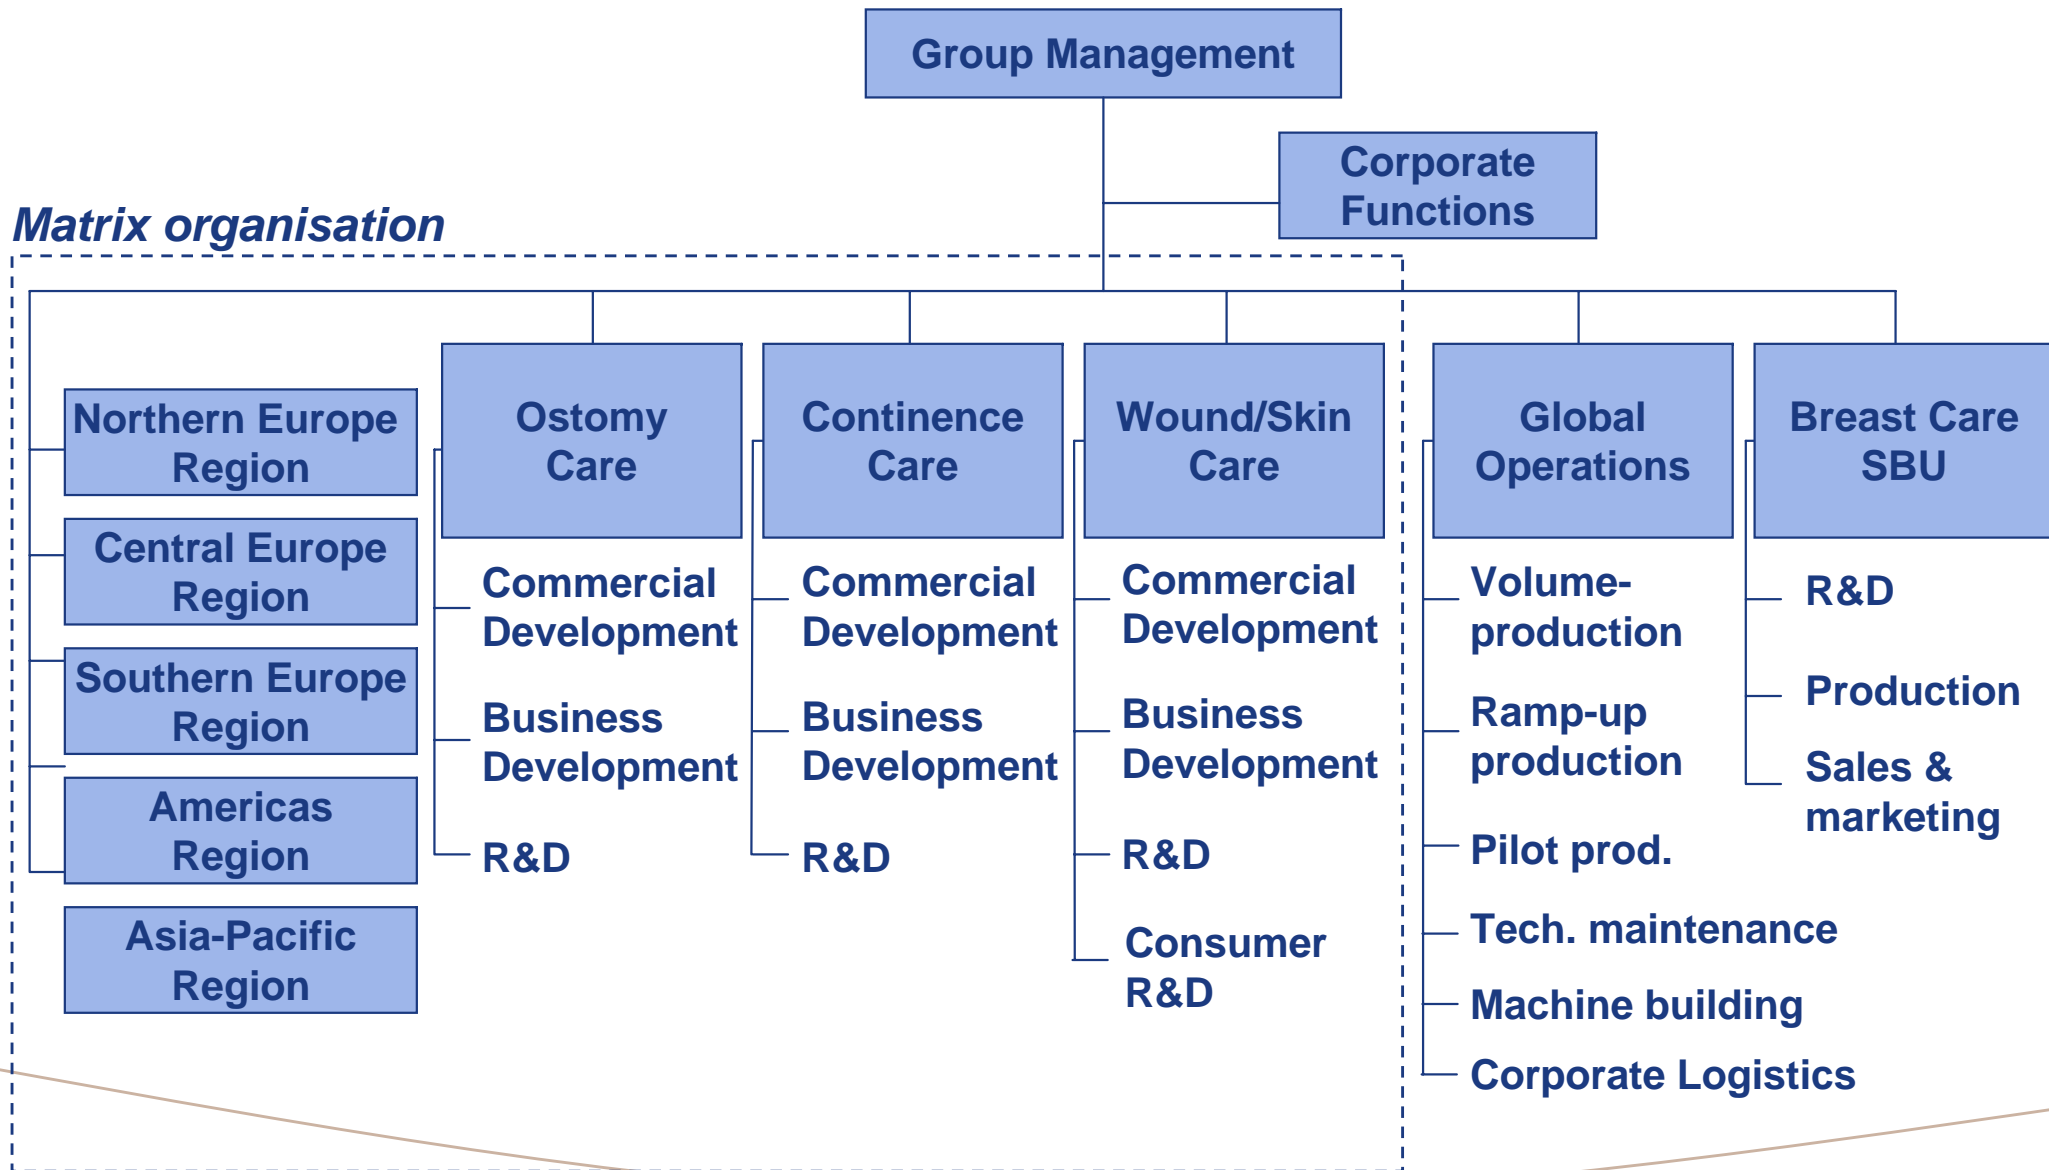 Group Management
Corporate
Functions
Matrix organisation
Northern Europe
Region
Central Europe
Region
Southern Europe
Region
Americas
Region
Asia-Pacific
Region
Ostomy
Care
Commercial
Development
Business
Development
R&D
Continence
Care
Commercial
Development
Business
Development
R&D
Wound/Skin
Care
Commercial
Development
Business
Development
R&D
Consumer
R&D
Global
Operations
Volume-
production
Ramp-up
production
Pilot prod.
Tech. maintenance
Machine building
Corporate Logistics
Breast Care
SBU
R&D
Production
Sales &
marketing